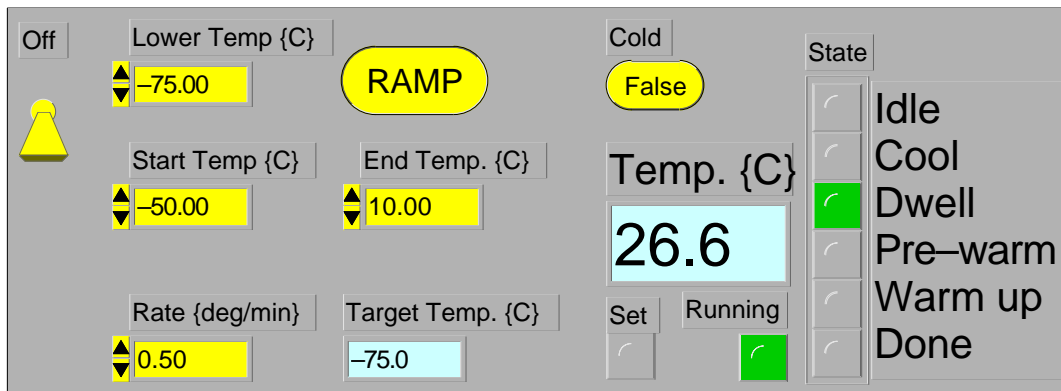 Off
Lower Temp {C}
–75.00
RAMP
Cold
False
State
Start Temp {C}
–50.00
End Temp. {C}
10.00
Temp. {C}
26.6
Rate {deg/min}
0.50
Target Temp. {C}
–75.0
Set
Running
Idle
Cool
Dwell
Pre–warm
Warm up
Done